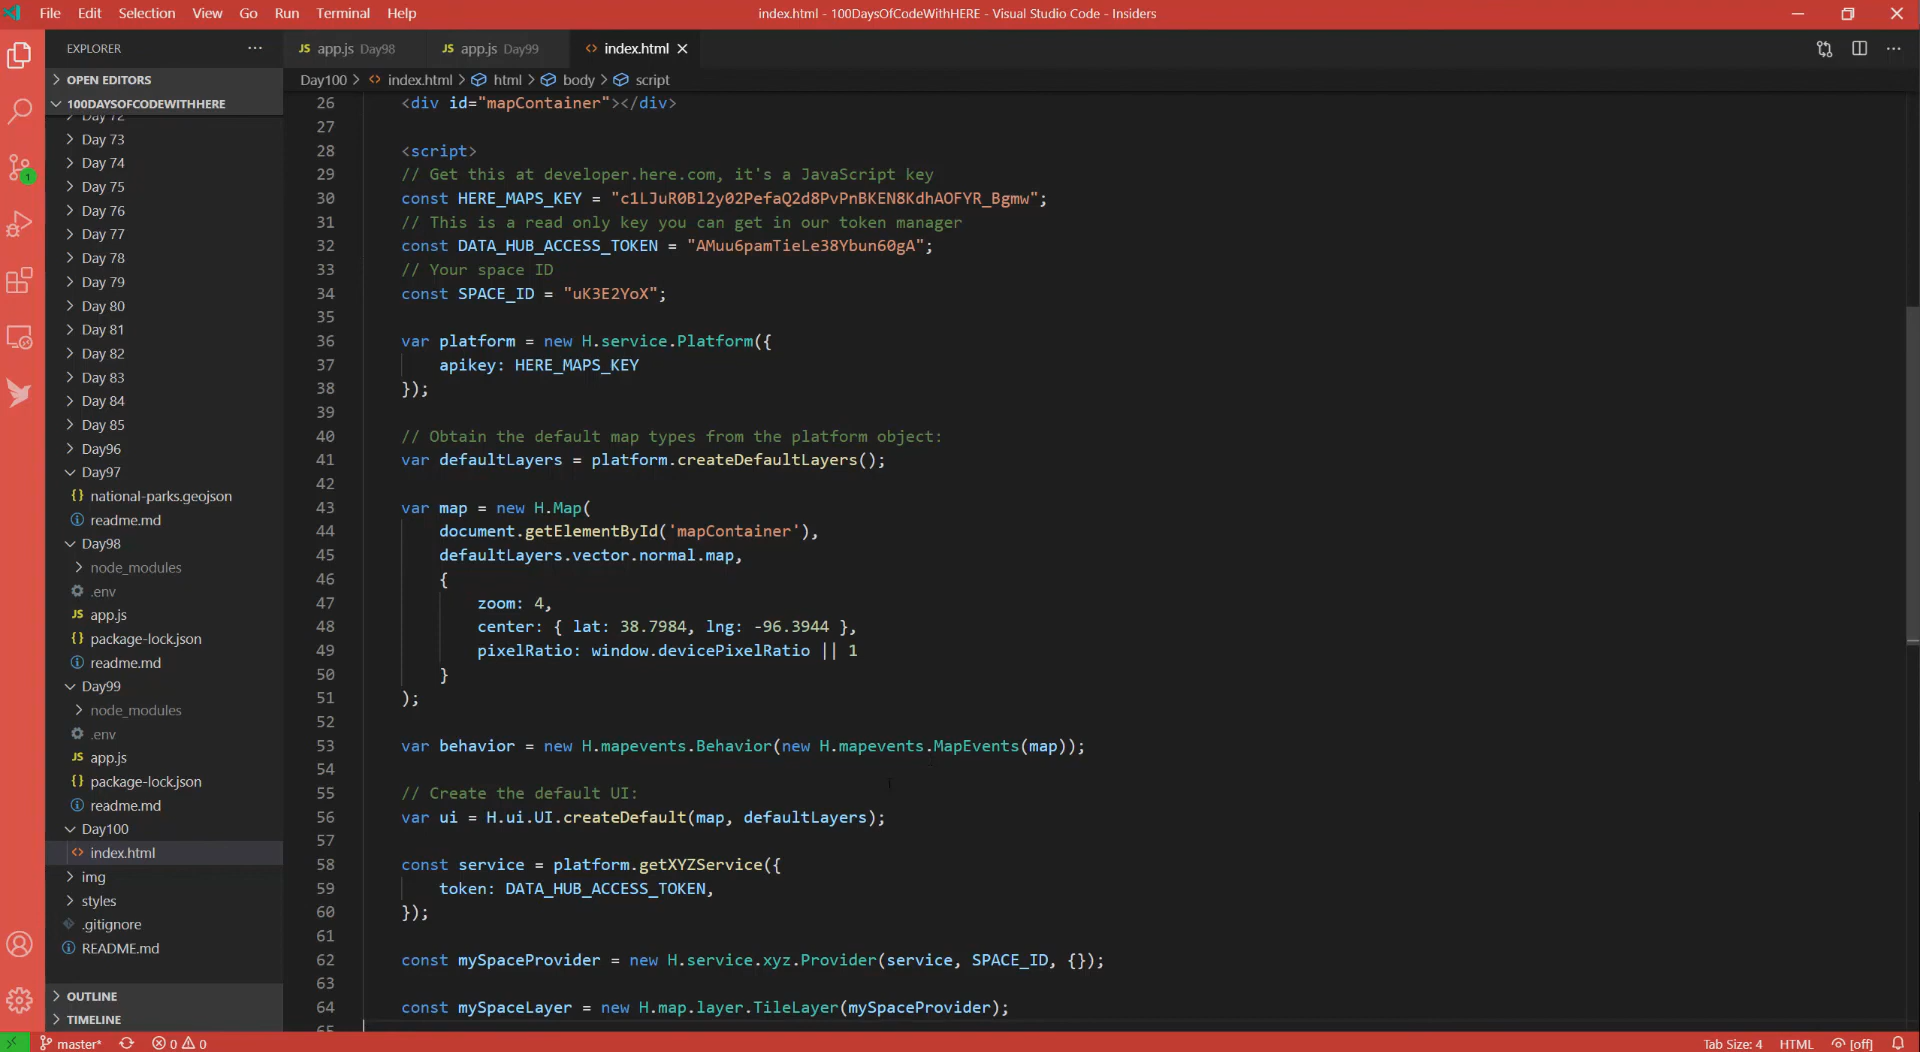 File Edit Selection View Go Run Terminal Help
index.html - 100DaysOfCodeWithHERE - Visual Studio Code - Insiders
EXPLORER
JS app.js Day98
JS app.js Day99
<> index.html
OPEN EDITORS
Day100 > <> index.html > html > body > script
100DAYSOFCODEWITHHERE
Day 72
Day 73
Day 74
Day 75
Day 76
Day 77
Day 78
Day 79
Day 80
Day 81
Day 82
Day 83
Day 84
Day 85
Day96
Day97
{} national-parks.geojson
readme.md
Day98
node_modules
.env
JS app.js
{} package-lock.json
readme.md
Day99
node_modules
.env
JS app.js
{} package-lock.json
readme.md
Day100
<> index.html
img
styles
.gitignore
README.md
OUTLINE
TIMELINE
1
26 <div id="mapContainer"></div>
27
28 <script>
29 // Get this at developer.here.com, it's a JavaScript key
30 const HERE_MAPS_KEY = "c1LJuR0Bl2y02PefaQ2d8PvPnBKEN8KdhAOFYR_Bgmw";
31 // This is a read only key you can get in our token manager
32 const DATA_HUB_ACCESS_TOKEN = "AMuu6pamTieLe38Ybun60gA";
33 // Your space ID
34 const SPACE_ID = "uK3E2YoX";
35
36 var platform = new H.service.Platform({
37 apikey: HERE_MAPS_KEY
38 });
39
40 // Obtain the default map types from the platform object:
41 var defaultLayers = platform.createDefaultLayers();
42
43 var map = new H.Map(
44 document.getElementById('mapContainer'),
45 defaultLayers.vector.normal.map,
46 {
47 zoom: 4,
48 center: { lat: 38.7984, lng: -96.3944 },
49 pixelRatio: window.devicePixelRatio || 1
50 }
51 );
52
53 var behavior = new H.mapevents.Behavior(new H.mapevents.MapEvents(map));
54
55 // Create the default UI:
56 var ui = H.ui.UI.createDefault(map, defaultLayers);
57
58 const service = platform.getXYZService({
59 token: DATA_HUB_ACCESS_TOKEN,
60 });
61
62 const mySpaceProvider = new H.service.xyz.Provider(service, SPACE_ID, {});
63
64 const mySpaceLayer = new H.map.layer.TileLayer(mySpaceProvider);
65
master* 0 0
Tab Size: 4 HTML [off]